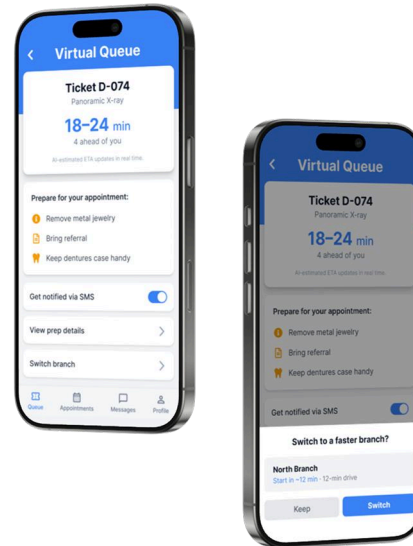 Virtual Queue
Ticket D-074
Panoramic X-ray
18–24 min
4 ahead of you
AI-estimated ETA updates in real time.
Prepare for your appointment:
Remove metal jewelry
Bring referral
Keep dentures case handy
Get notified via SMS
View prep details
Switch branch
Queue
Appointments
Messages
Profile
Virtual Queue
Ticket D-074
Panoramic X-ray
18–24 min
4 ahead of you
AI-estimated ETA updates in real time.
Prepare for your appointment:
Remove metal jewelry
Bring referral
Keep dentures case handy
Get notified via SMS
Switch to a faster branch?
North Branch
Start in ~12 min · 12-min drive
Keep
Switch